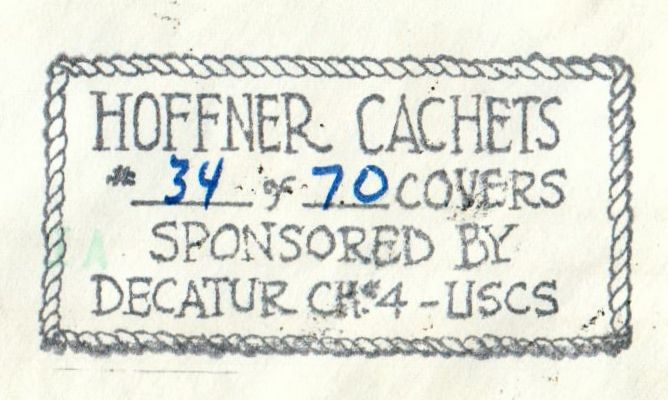 HOFFNER CACHETS
# 34 of 70 COVERS
SPONSORED BY
DECATUR CH.#4-USCS